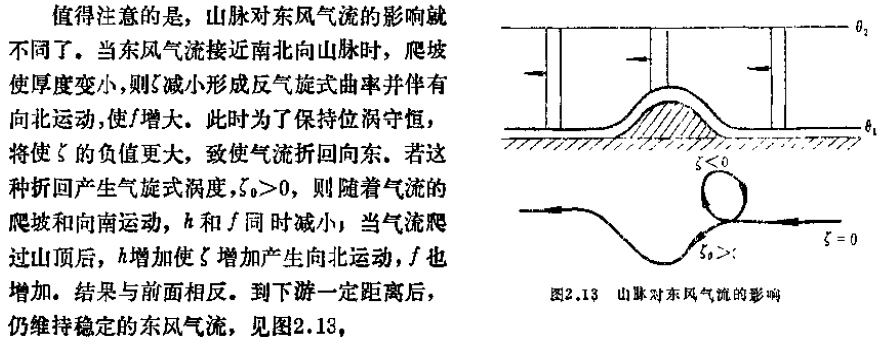 值得注意的是，山脉对东风气流的影响就
不同了。当东风气流接近南北向山脉时，爬坡
使厚度变小，则ζ减小形成反气旋式曲率并伴有
向北运动，使f增大。此时为了保持位涡守恒，
将使ζ的负值更大，致使气流折回向东。若这
种折回产生气旋式涡度，ζ₀>0，则随着气流的
爬坡和向南运动，h和f同时减小；当气流爬
过山顶后，h增加使ζ增加产生向北运动，f也
增加。结果与前面相反。到下游一定距离后，
仍维持稳定的东风气流，见图2.13，
θ₂
θ₁
ζ<0
ζ₀>
ζ=0
图2.13 山脉对东风气流的影响